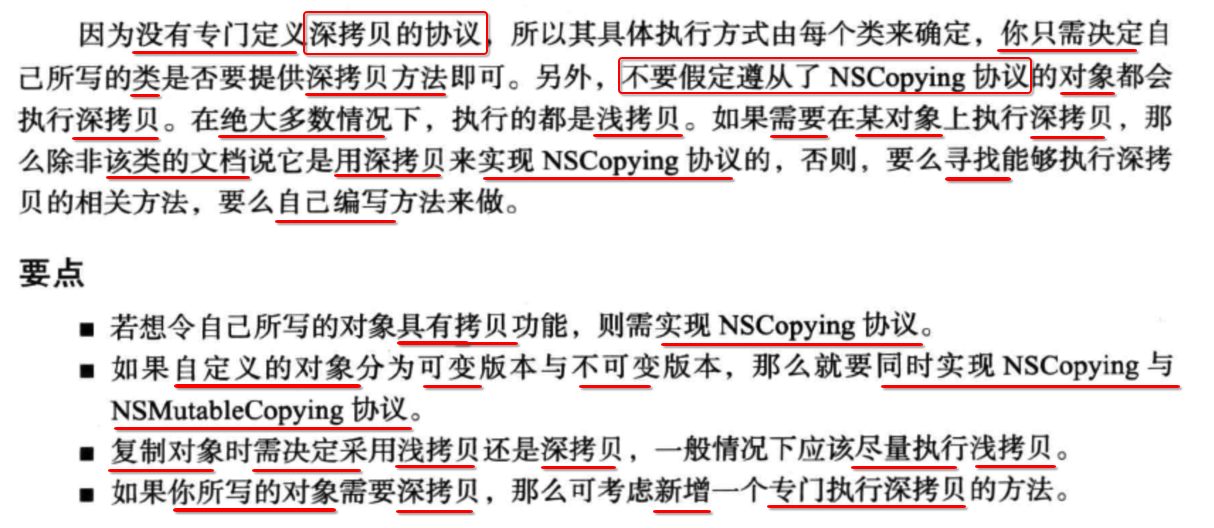 因为没有专门定义深拷贝的协议，所以其具体执行方式由每个类来确定，你只需决定自
己所写的类是否要提供深拷贝方法即可。另外，不要假定遵从了 NSCopying 协议的对象都会
执行深拷贝。在绝大多数情况下，执行的都是浅拷贝。如果需要在某对象上执行深拷贝，那
么除非该类的文档说它是用深拷贝来实现 NSCopying 协议的，否则，要么寻找能够执行深拷
贝的相关方法，要么自己编写方法来做。
要点
■ 若想令自己所写的对象具有拷贝功能，则需实现 NSCopying 协议。
■ 如果自定义的对象分为可变版本与不可变版本，那么就要同时实现 NSCopying 与
NSMutableCopying 协议。
■ 复制对象时需决定采用浅拷贝还是深拷贝，一般情况下应该尽量执行浅拷贝。
■ 如果你所写的对象需要深拷贝，那么可考虑新增一个专门执行深拷贝的方法。